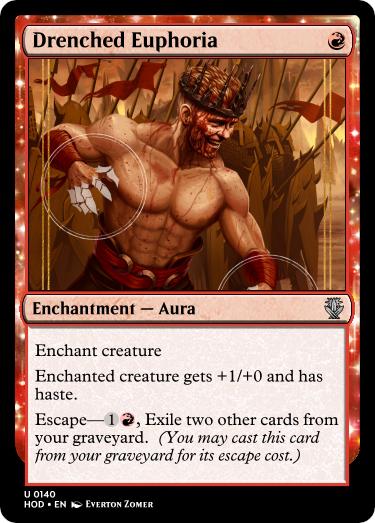 Drenched Euphoria
Enchantment — Aura
Enchant creature
Enchanted creature gets +1/+0 and has
haste.
Escape—1, Exile two other cards from
your graveyard. (You may cast this card
from your graveyard for its escape cost.)
U 0140
HOD • EN Everton Zomer